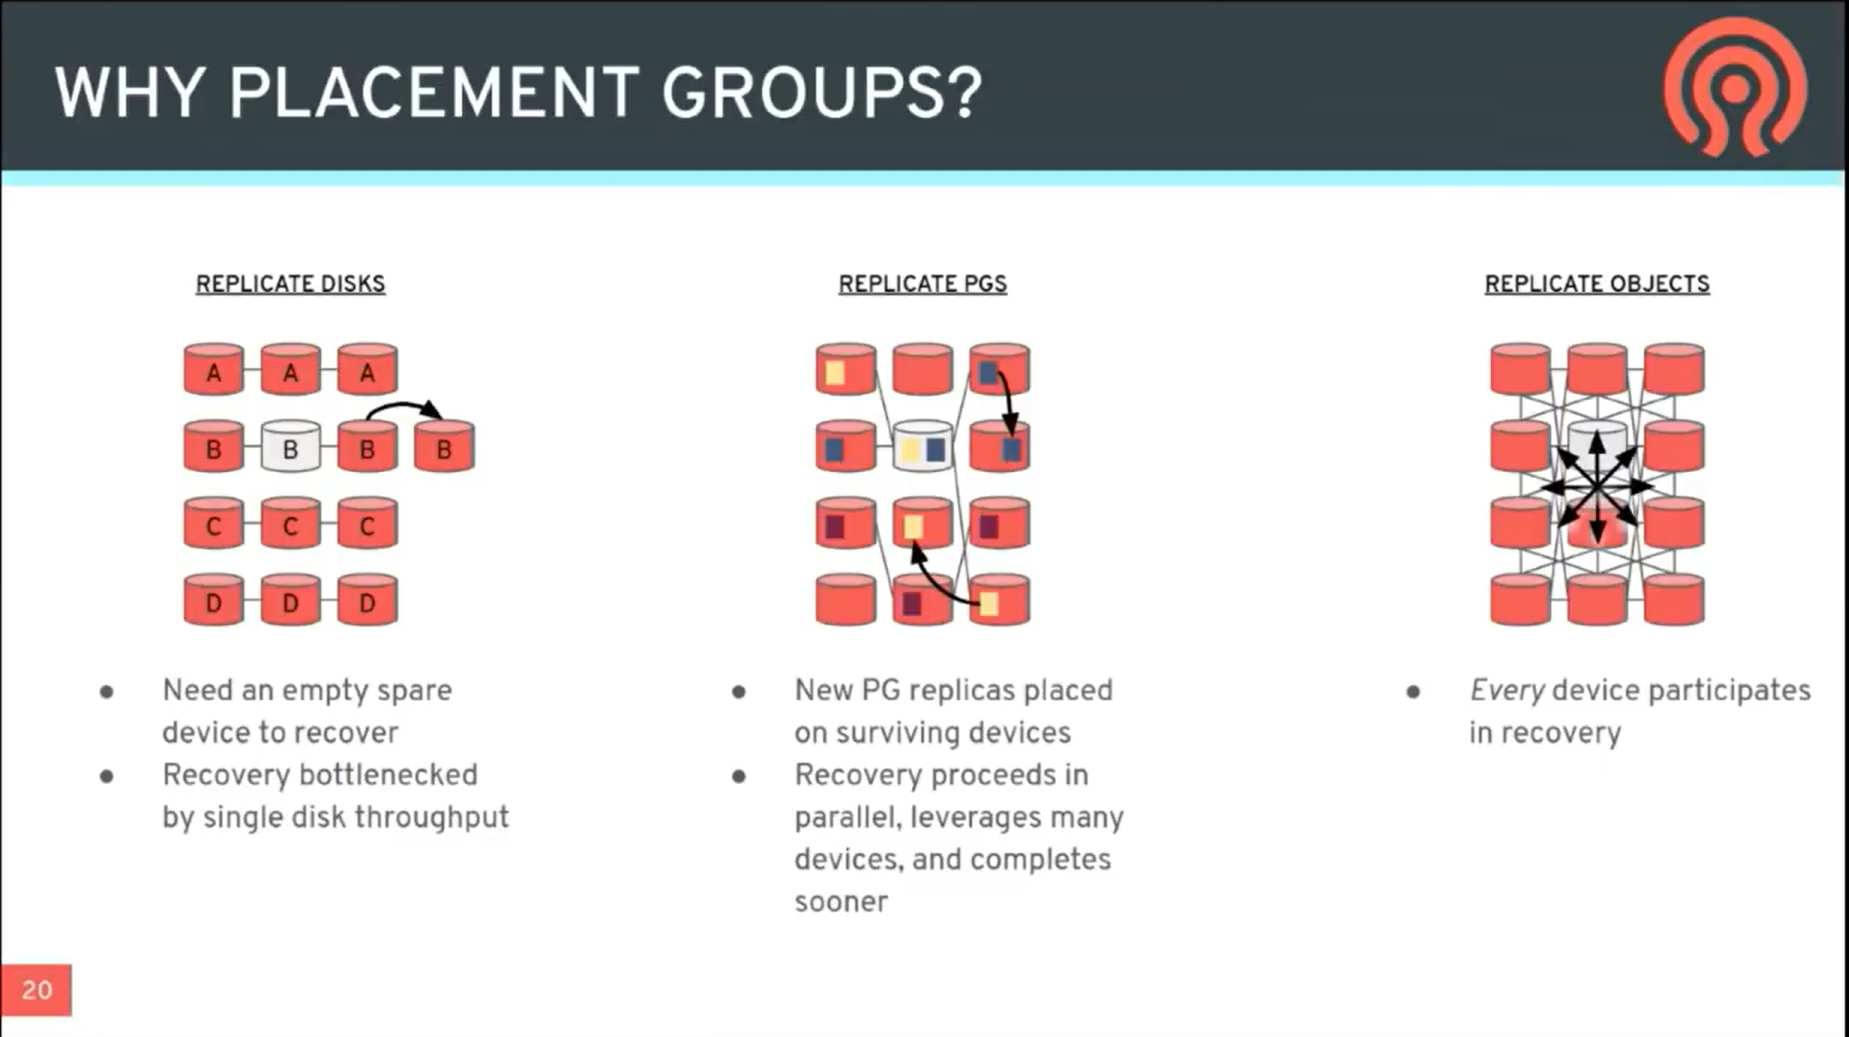 WHY PLACEMENT GROUPS?
REPLICATE DISKS
A A A
B B B B
C C C
D D D
Need an empty spare
device to recover
Recovery bottlenecked
by single disk throughput
REPLICATE PGS
New PG replicas placed
on surviving devices
Recovery proceeds in
parallel, leverages many
devices, and completes
sooner
REPLICATE OBJECTS
Every device participates
in recovery
20